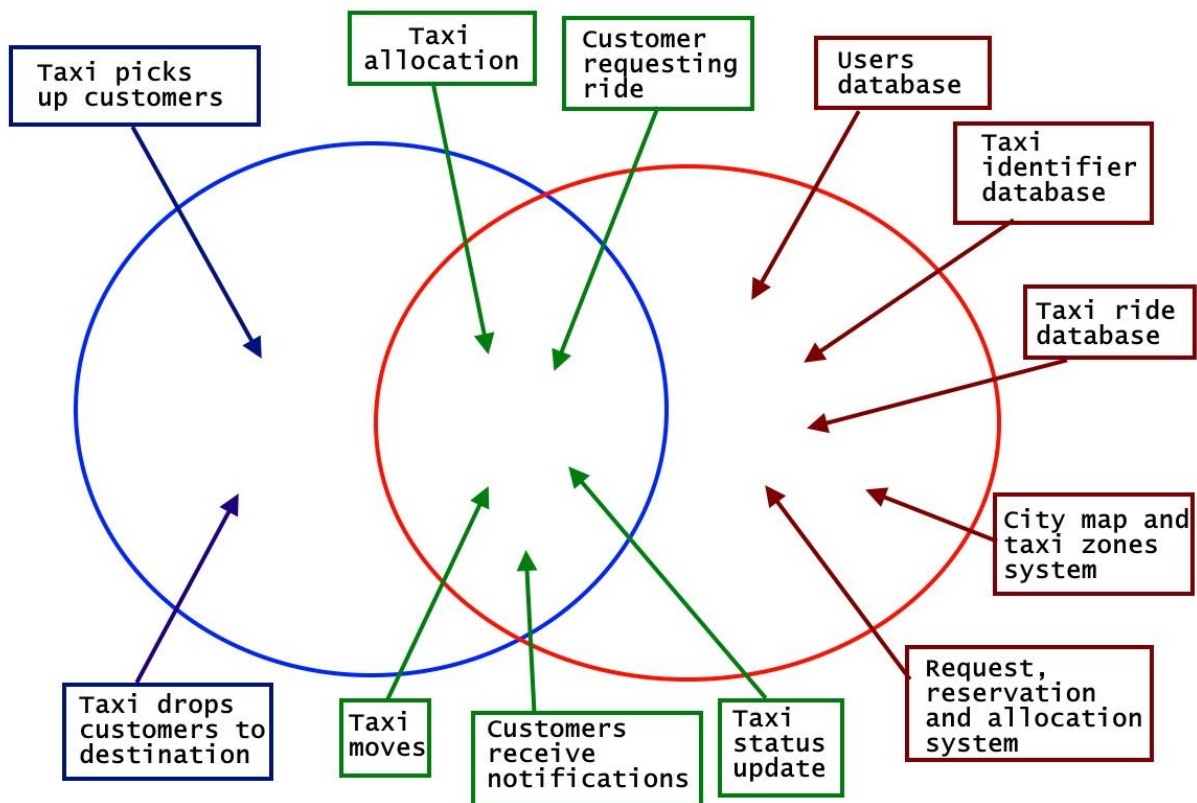 Taxi picks
up customers
Taxi
allocation
Customer
requesting
ride
Users
database
Taxi
identifier
database
Taxi ride
database
City map and
taxi zones
system
Request,
reservation
and allocation
system
Taxi drops
customers to
destination
Taxi
moves
Customers
receive
notifications
Taxi
status
update